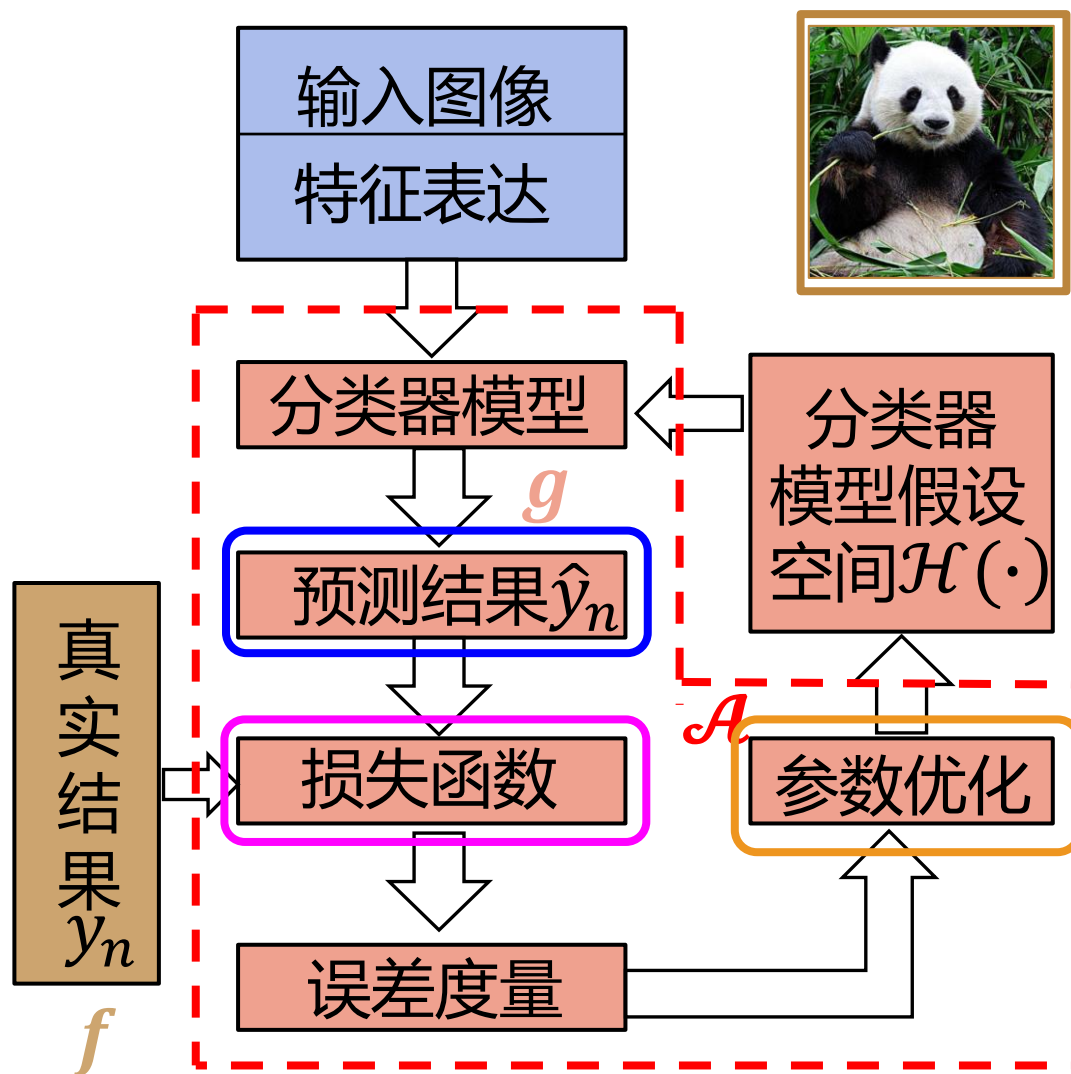 输入图像
特征表达
分类器模型
g
预测结果ŷₙ
损失函数
误差度量
真
实
结
果
yₙ
f
分类器
模型假设
空间ℋ(·)
𝒜
参数优化